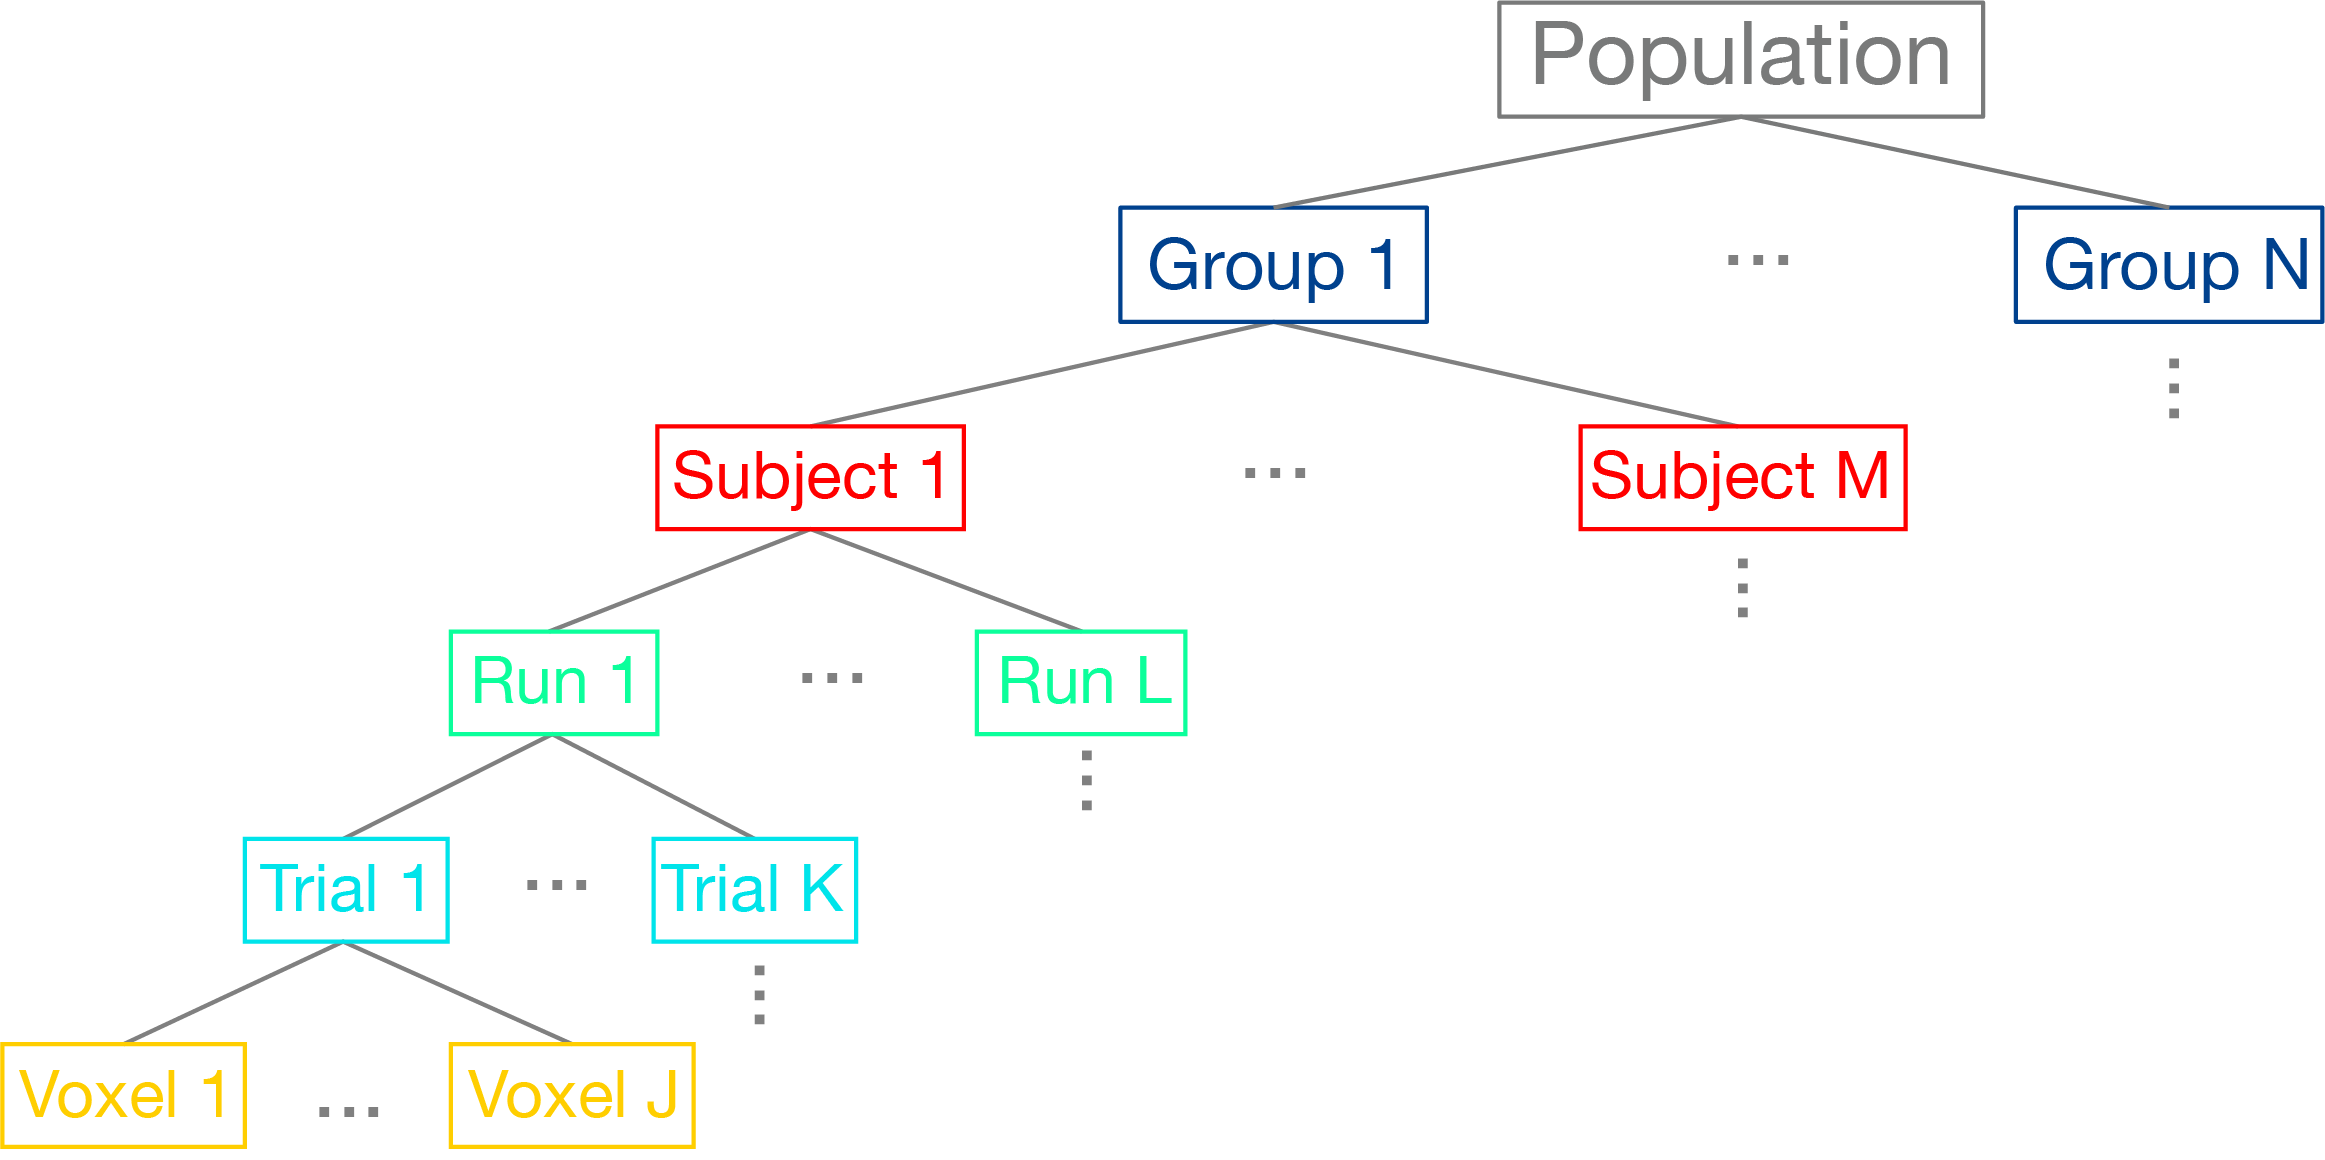 Population
Group 1
...
Group N
Subject 1
...
Subject M
Run 1
...
Run L
Trial 1
...
Trial K
Voxel 1
...
Voxel J